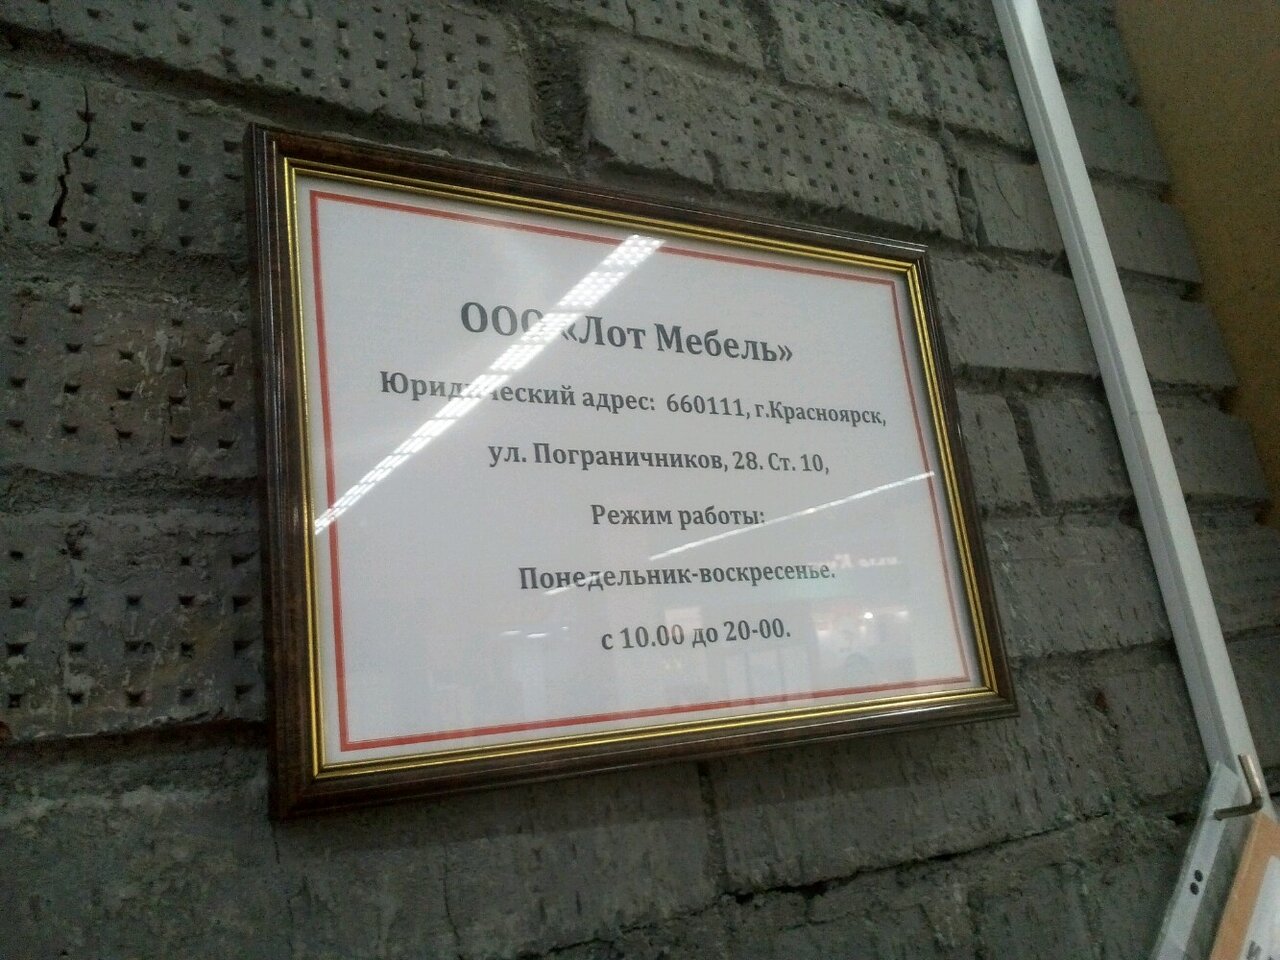 ООО «Лот Мебель»
Юридический адрес: 660111, г.Красноярск,
ул. Пограничников, 28. Ст. 10,
Режим работы:
Понедельник-воскресенье.
с 10.00 до 20-00.